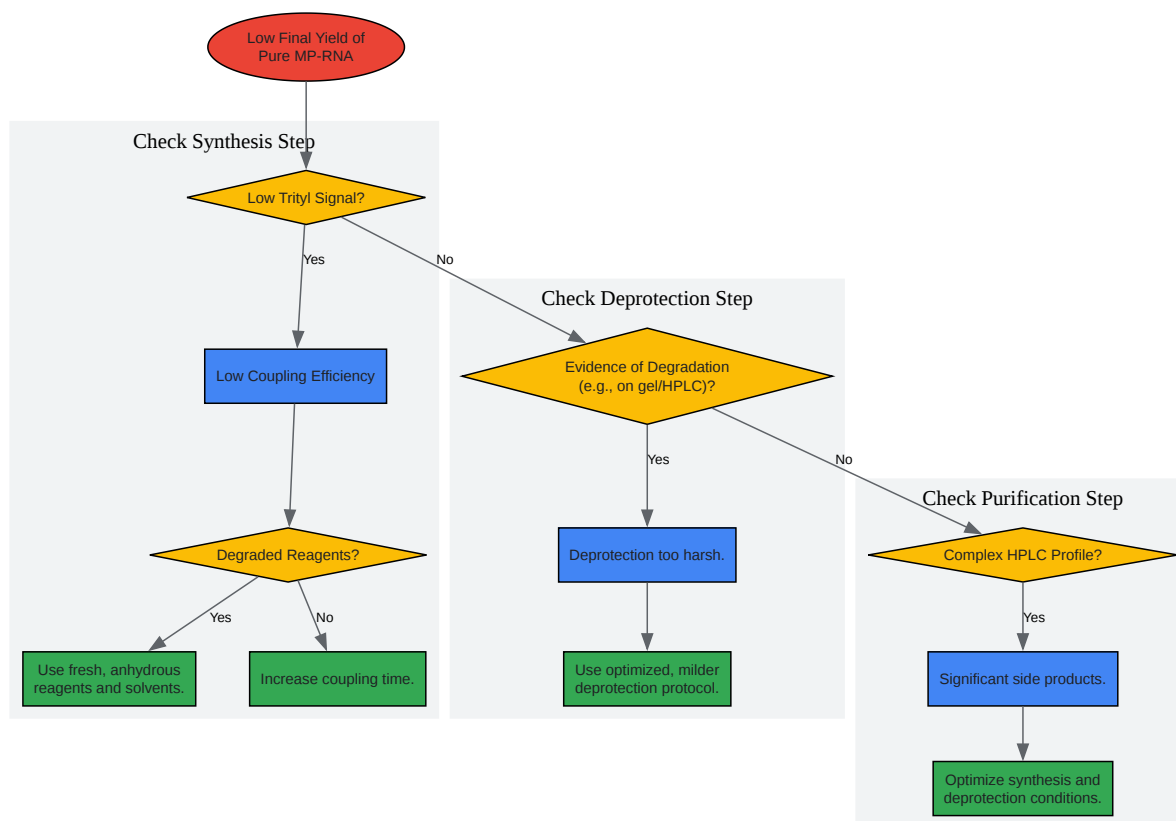 Low Final Yield of
Pure MP-RNA
Check Synthesis Step
Low Trityl Signal?
Yes
No
Low Coupling Efficiency
Degraded Reagents?
Yes
No
Use fresh, anhydrous
reagents and solvents.
Increase coupling time.
Check Deprotection Step
Evidence of Degradation
(e.g., on gel/HPLC)?
Yes
No
Deprotection too harsh.
Use optimized, milder
deprotection protocol.
Check Purification Step
Complex HPLC Profile?
Yes
Significant side products.
Optimize synthesis and
deprotection conditions.